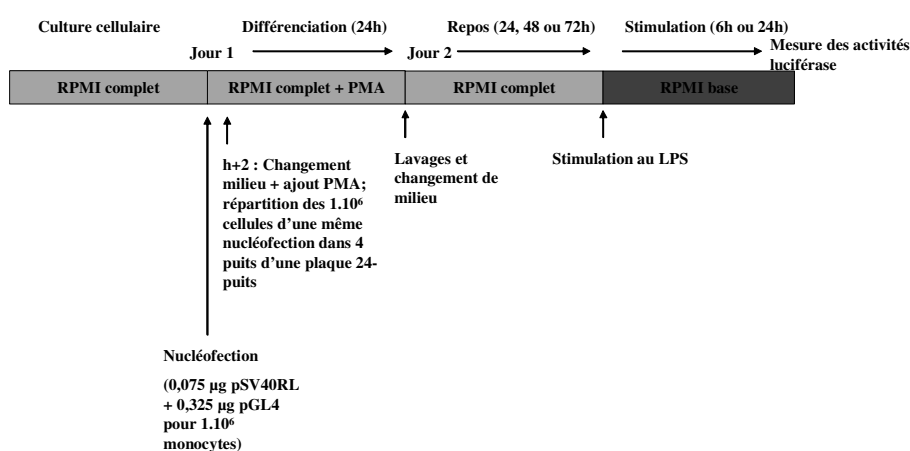 Culture cellulaire
Différenciation (24h)
Repos (24, 48 ou 72h)
Stimulation (6h ou 24h)
Jour 1
Jour 2
Mesure des activités
luciférase
RPMI complet
RPMI complet + PMA
RPMI complet
RPMI base
h+2 : Changement
milieu + ajout PMA;
répartition des 1.10⁶
cellules d’une même
nucléofection dans 4
puits d’une plaque 24-
puits
Lavages et
changement de
milieu
Stimulation au LPS
Nucléofection
(0,075 µg pSV40RL
+ 0,325 µg pGL4
pour 1.10⁶
monocytes)